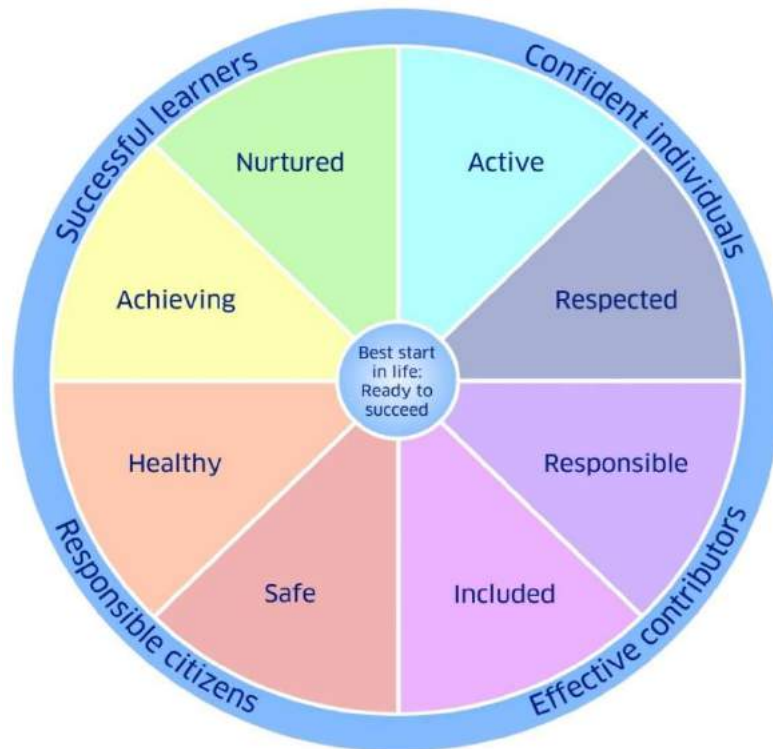 Successful learners
Confident individuals
Nurtured
Active
Achieving
Respected
Best start
in life:
Ready to
succeed
Healthy
Responsible
Safe
Included
Responsible citizens
Effective contributors